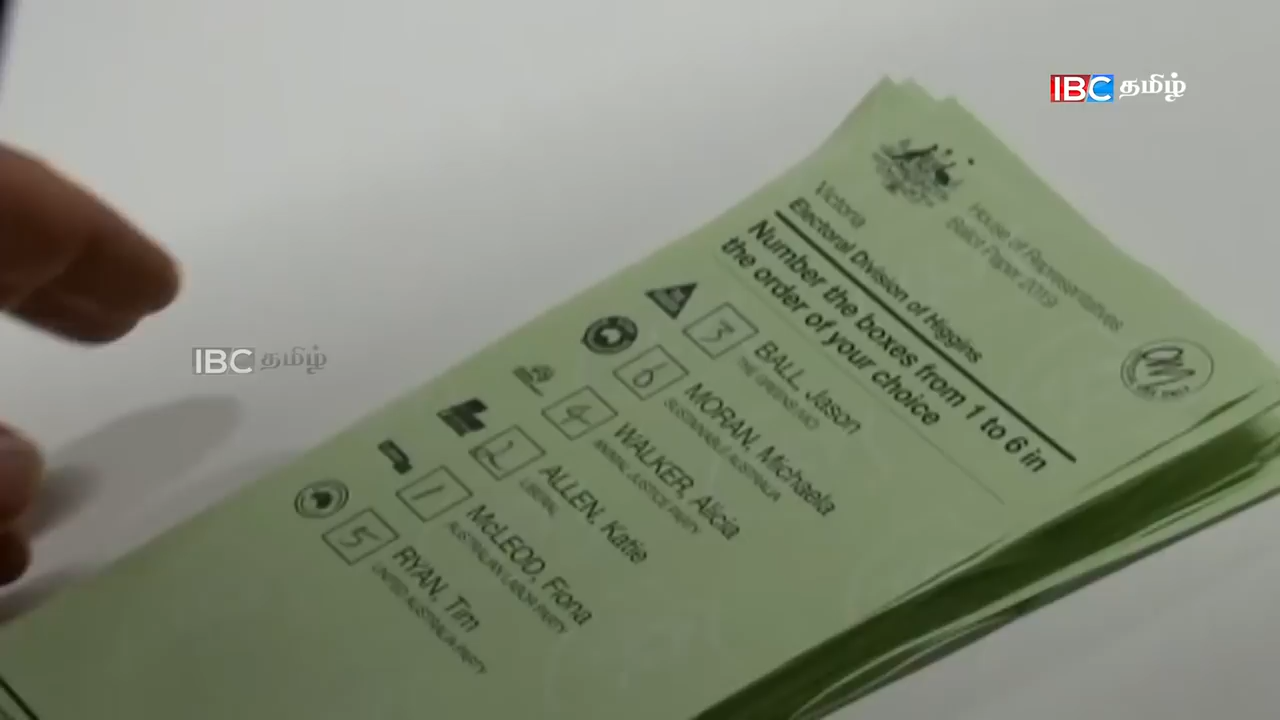 IBC தமிழ்
IBC தமிழ்
House of Representatives
Ballot Paper 2019
Victoria
Electoral Division of Higgins
Number the boxes from 1 to 6 in
the order of your choice
3 BALL, Jason
THE GREENS
6 MORAN, Michaela
SUSTAINABLE AUSTRALIA
4 WALKER, Alicia
ANIMAL JUSTICE PARTY
2 ALLEN, Katie
LIBERAL
1 McLEOD, Fiona
AUSTRALIAN LABOR PARTY
5 RYAN, Tim
UNITED AUSTRALIA PARTY